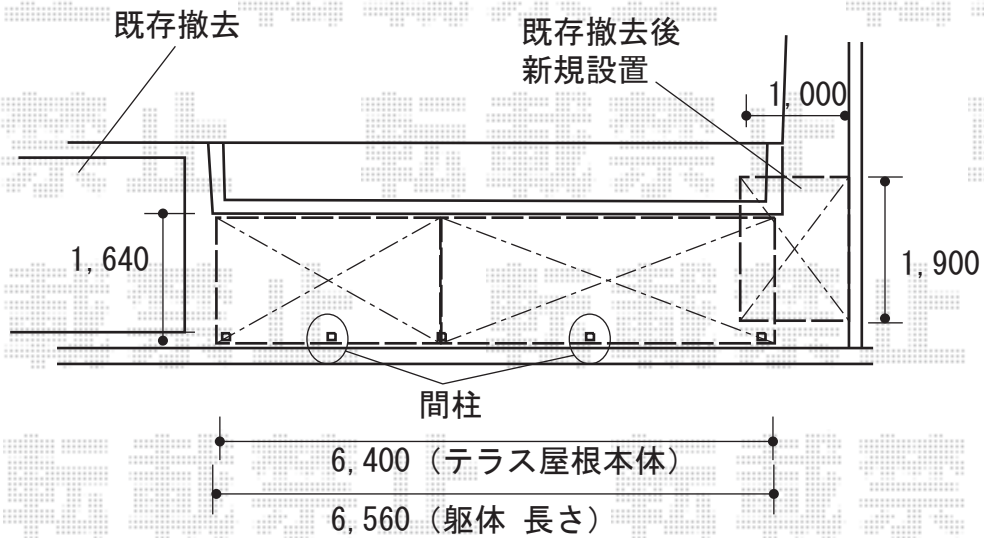 既存撤去
既存撤去後
新規設置
1,000
1,640
1,900
間柱
6,400（テラス屋根本体）
6,560（躯体 長さ）